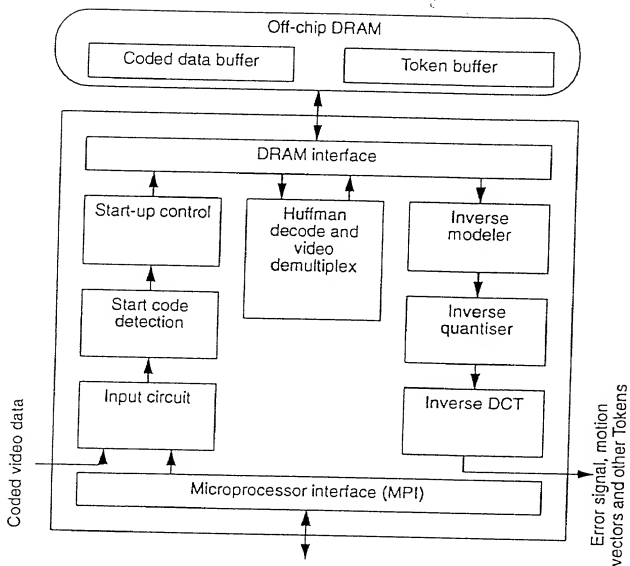 Off-chip DRAM
Coded data buffer
Token buffer
DRAM interface
Start-up control
Huffman
decode and
video
demultiplex
Inverse
modeler
Start code
detection
Inverse
quantiser
Input circuit
Inverse DCT
Coded video data
Microprocessor interface (MPI)
Error signal, motion
vectors and other Tokens